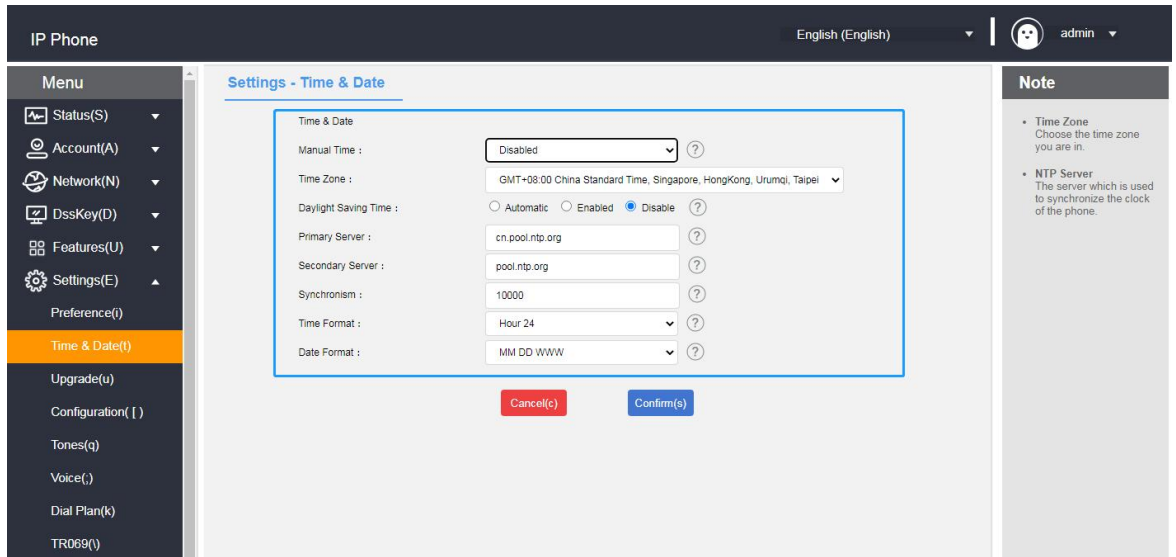 IP Phone
English (English)
admin
Menu
Status(S)
Account(A)
Network(N)
DssKey(D)
Features(U)
Settings(E)
Preference(i)
Time & Date(t)
Upgrade(u)
Configuration( [ )
Tones(q)
Voice(;)
Dial Plan(k)
TR069(\)
Settings - Time & Date
Time & Date
Manual Time : Disabled ?
Time Zone : GMT+08:00 China Standard Time, Singapore, HongKong, Urumqi, Taipei
Daylight Saving Time : Automatic Enabled Disable ?
Primary Server : cn.pool.ntp.org ?
Secondary Server : pool.ntp.org ?
Synchronism : 10000 ?
Time Format : Hour 24 ?
Date Format : MM DD WWW ?
Cancel(c) Confirm(s)
Note
• Time Zone
Choose the time zone
you are in.
• NTP Server
The server which is used
to synchronize the clock
of the phone.